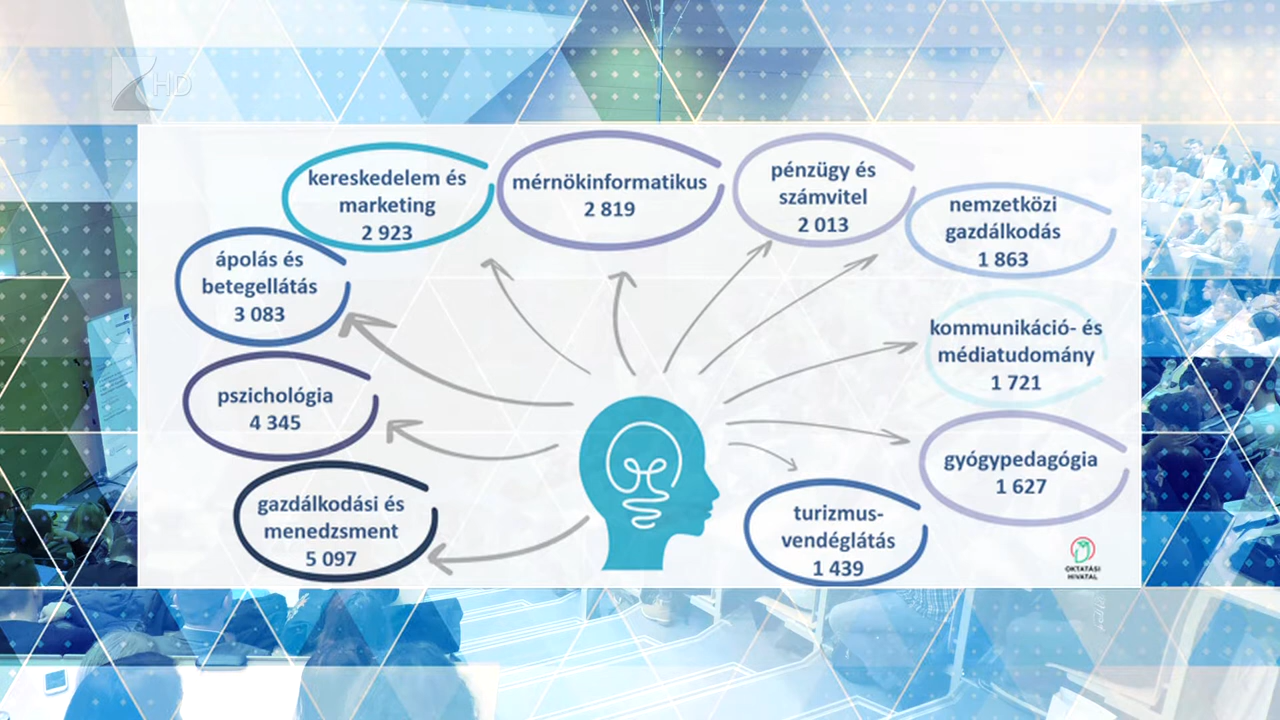 HD
kereskedelem és
marketing
2 923
mérnökinformatikus
2 819
pénzügy és
számvitel
2 013
nemzetközi
gazdálkodás
1 863
ápolás és
betegellátás
3 083
kommunikáció- és
médiatudomány
1 721
pszichológia
4 345
gyógypedagógia
1 627
gazdálkodási és
menedzsment
5 097
turizmus-
vendéglátás
1 439
OKTATÁSI
HIVATAL